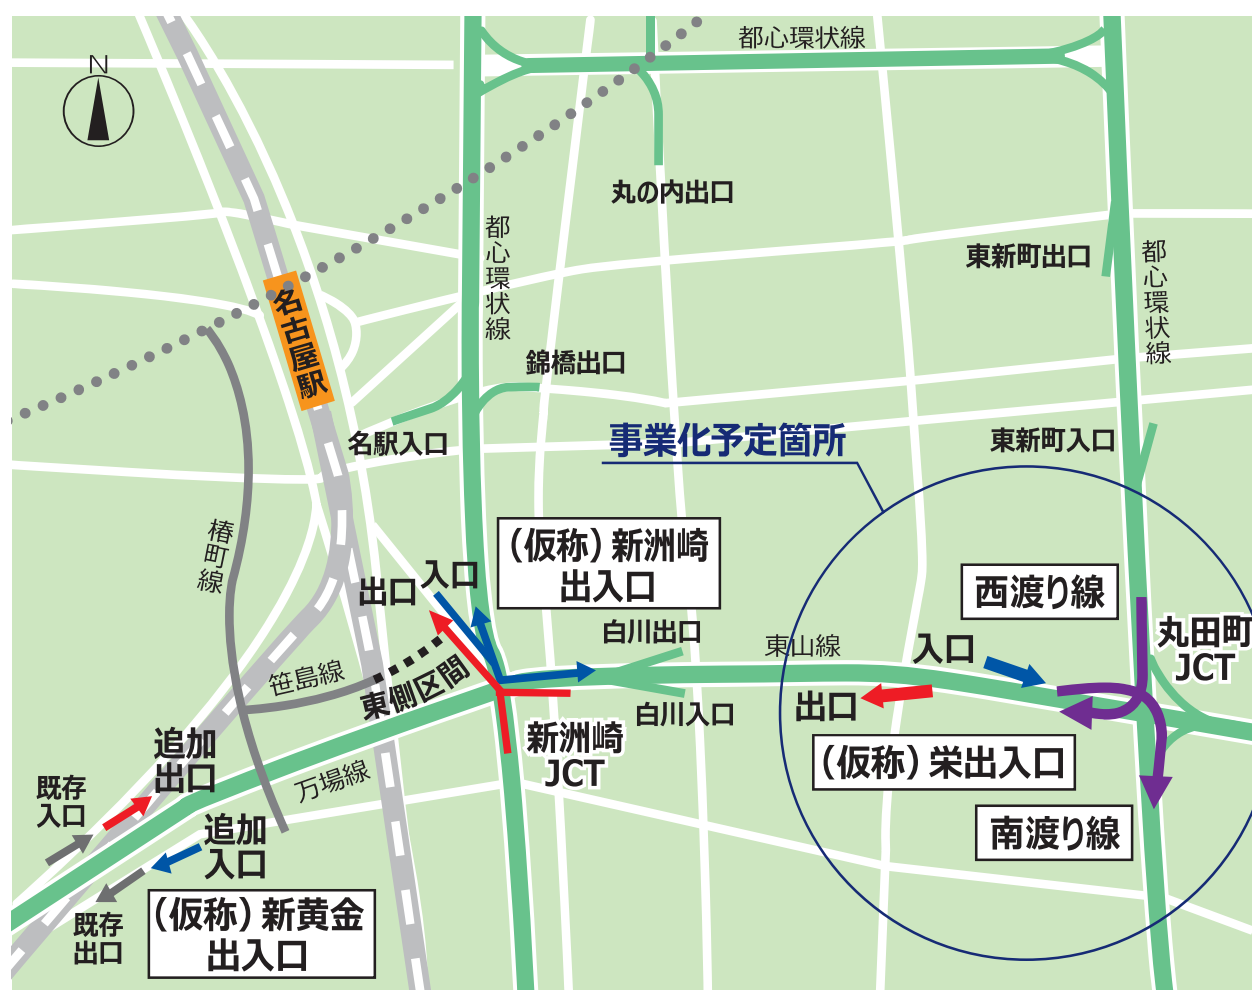 都心環状線
N
丸の内出口
都心環状線
東新町出口
都心環状線
名古屋駅
錦橋出口
名駅入口
事業化予定箇所
東新町入口
椿町線
(仮称)新洲崎
出入口
入口
出口
西渡り線
白川出口
東山線
入口
丸田町
JCT
笹島線
東側区間
白川入口
出口
新洲崎
JCT
(仮称)栄出入口
追加
出口
万場線
既存
入口
南渡り線
追加
入口
(仮称)新黄金
出入口
既存
出口